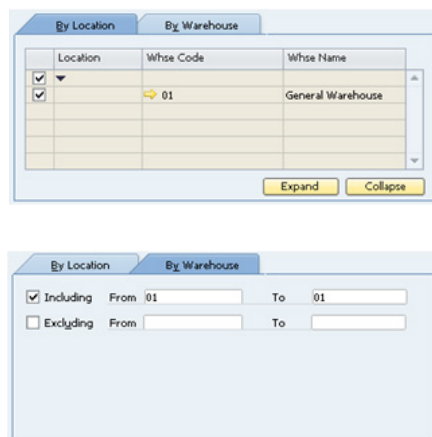 By Location By Warehouse
Location Whse Code Whse Name
01 General Warehouse
Expand Collapse
By Location By Warehouse
Including From 01 To 01
Excluding From To